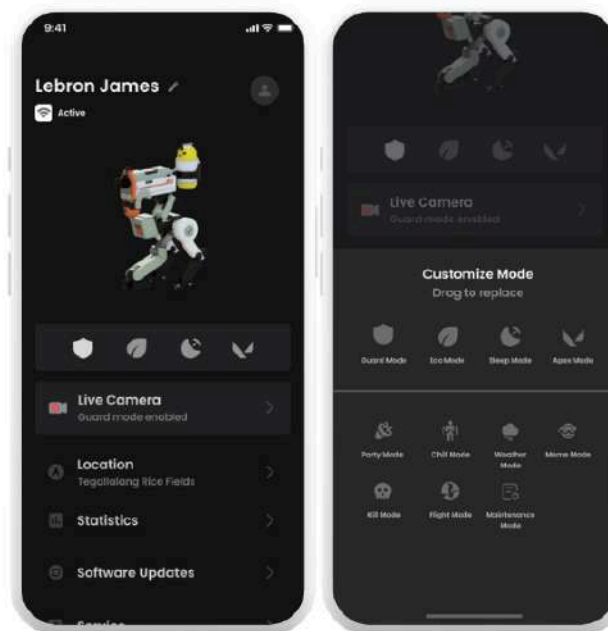 9:41
Lebron James
Active
Live Camera
Guard mode enabled
Location
Tegallalang Rice Fields
Statistics
Software Updates
Service
Live Camera
Guard mode enabled
Customize Mode
Drag to replace
Guard Mode
Eco Mode
Sleep Mode
Apex Mode
Party Mode
Chill Mode
Weather
Mode
Meme Mode
Kill Mode
Flight Mode
Maintenance
Mode